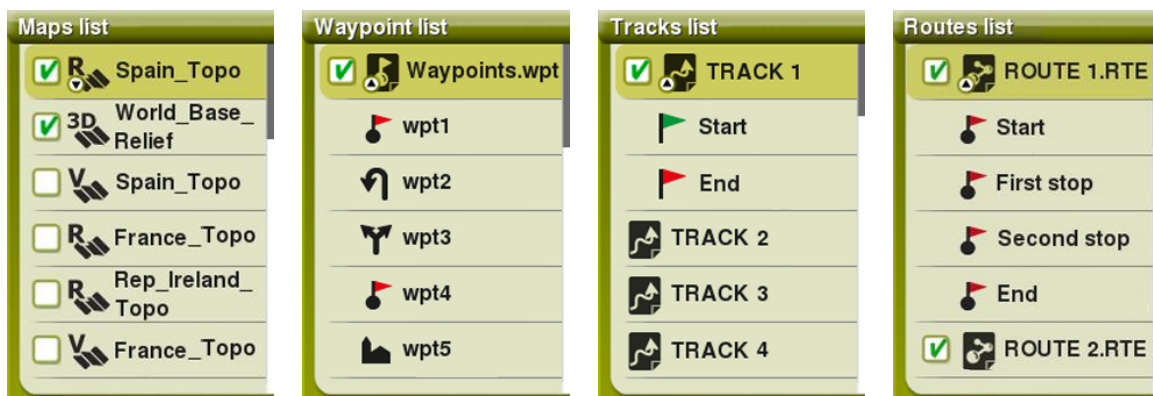 Maps list
R Spain_Topo
3D World_Base_
Relief
V Spain_Topo
R France_Topo
R Rep_Ireland_
Topo
V France_Topo
Waypoint list
Waypoints.wpt
wpt1
wpt2
wpt3
wpt4
wpt5
Tracks list
TRACK 1
Start
End
TRACK 2
TRACK 3
TRACK 4
Routes list
ROUTE 1.RTE
Start
First stop
Second stop
End
ROUTE 2.RTE